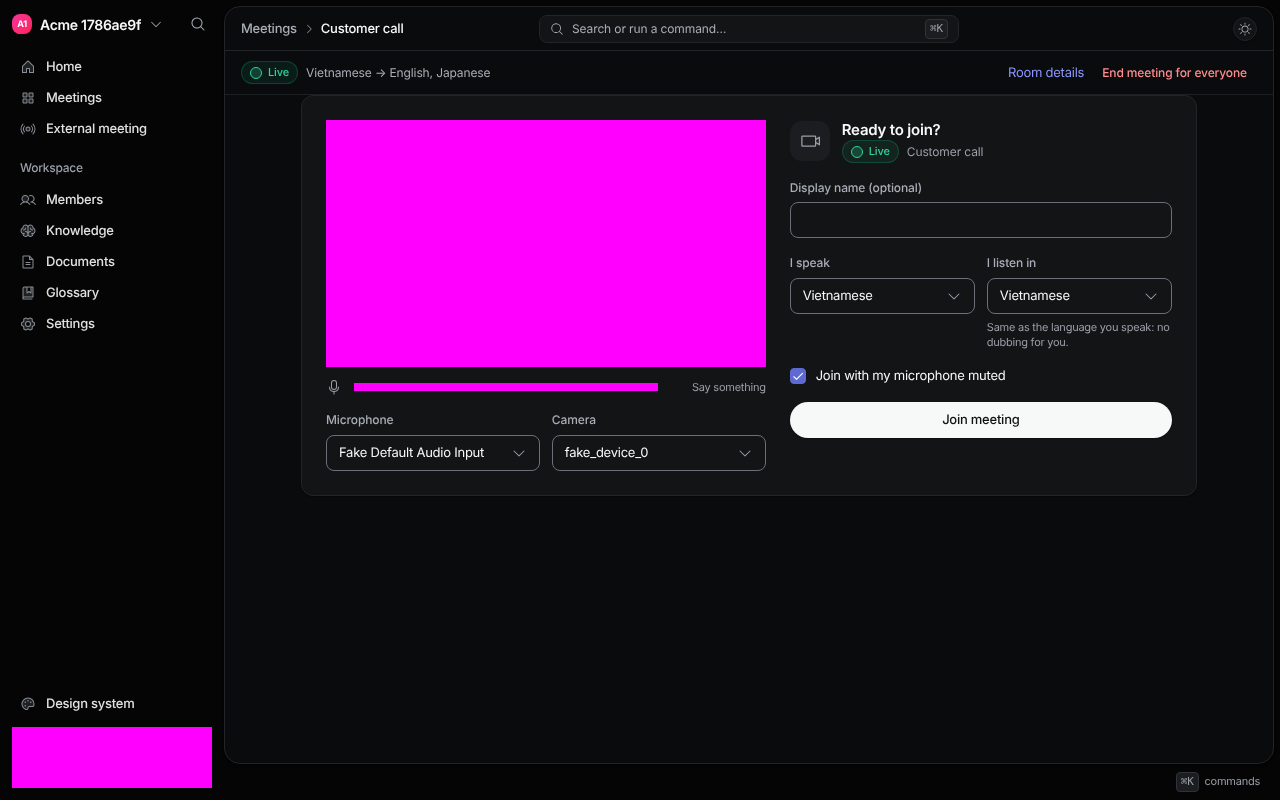 A1
Acme 1786ae9f
Meetings
Customer call
Search or run a command...
⌘K
Home
Meetings
External meeting
Workspace
Members
Knowledge
Documents
Glossary
Settings
Design system
Live
Vietnamese → English, Japanese
Room details
End meeting for everyone
Say something
Microphone
Camera
Fake Default Audio Input
fake_device_0
Ready to join?
Live
Customer call
Display name (optional)
I speak
I listen in
Vietnamese
Vietnamese
Same as the language you speak: no
dubbing for you.
Join with my microphone muted
Join meeting
⌘K
commands